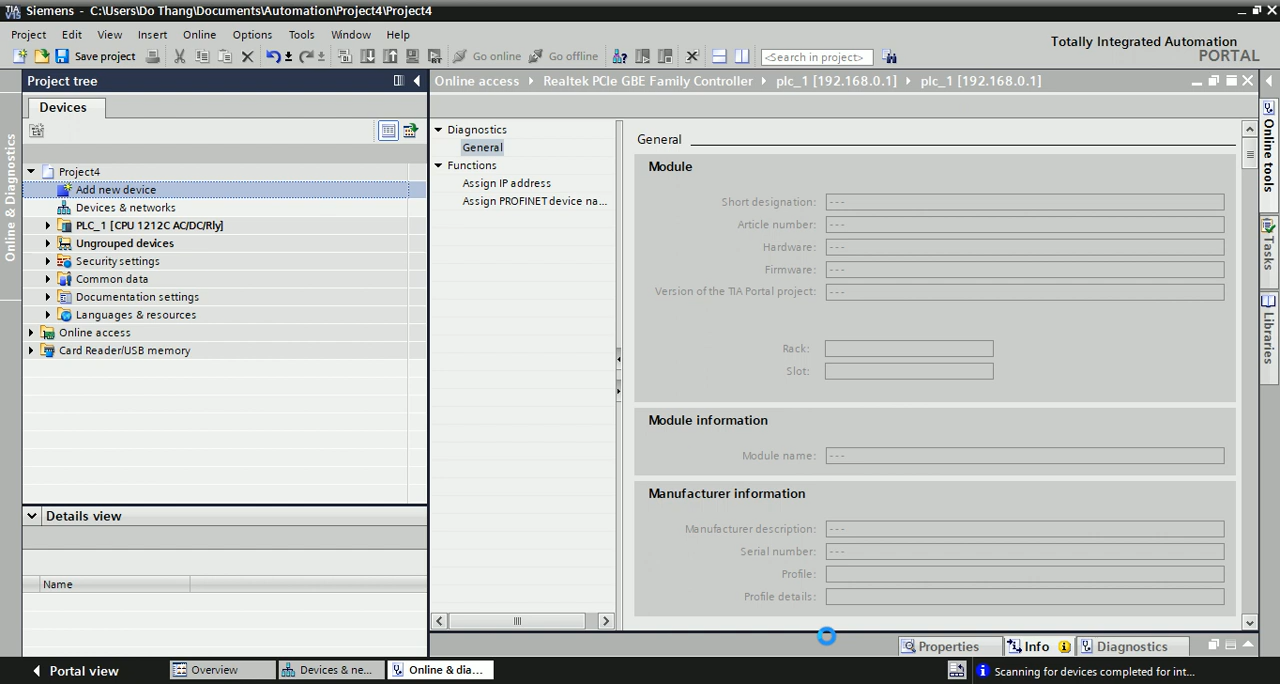 TIA V15 Siemens - C:\Users\Do Thang\Documents\Automation\Project4\Project4
Project Edit View Insert Online Options Tools Window Help
Totally Integrated Automation
PORTAL
Save project
Go online
Go offline
<Search in project>
Project tree
Online access Realtek PCIe GBE Family Controller plc_1 [192.168.0.1] plc_1 [192.168.0.1]
Devices
Online & Diagnostics
Project4
Add new device
Devices & networks
PLC_1 [CPU 1212C AC/DC/Rly]
Ungrouped devices
Security settings
Common data
Documentation settings
Languages & resources
Online access
Card Reader/USB memory
Details view
Name
Diagnostics
General
Functions
Assign IP address
Assign PROFINET device na...
General
Module
Short designation: ---
Article number: ---
Hardware: ---
Firmware: ---
Version of the TIA Portal project: ---
Rack:
Slot:
Module information
Module name: ---
Manufacturer information
Manufacturer description: ---
Serial number: ---
Profile:
Profile details:
Online tools
Tasks
Libraries
Properties
Info
Diagnostics
Portal view
Overview
Devices & ne...
Online & dia...
Scanning for devices completed for int...